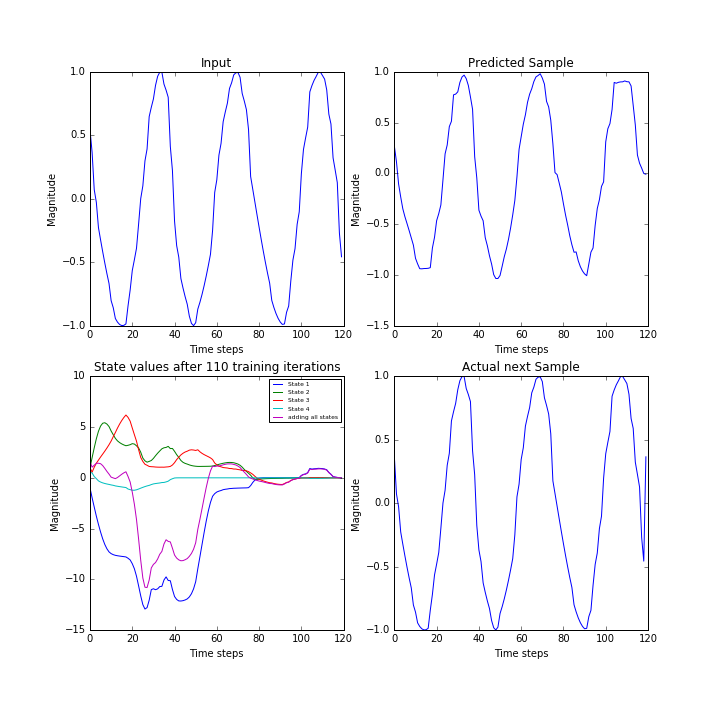 Input
1.0
0.5
0.0
−0.5
−1.0
Magnitude
0 20 40 60 80 100 120
Time steps
Predicted Sample
1.0
0.5
0.0
−0.5
−1.0
−1.5
Magnitude
0 20 40 60 80 100 120
Time steps
State values after 110 training iterations
10
5
0
−5
−10
−15
Magnitude
State 1
State 2
State 3
State 4
adding all states
0 20 40 60 80 100 120
Time steps
Actual next Sample
1.0
0.5
0.0
−0.5
−1.0
Magnitude
0 20 40 60 80 100 120
Time steps